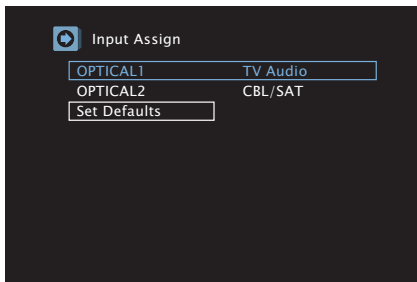 Input Assign
OPTICAL1 TV Audio
OPTICAL2 CBL/SAT
Set Defaults